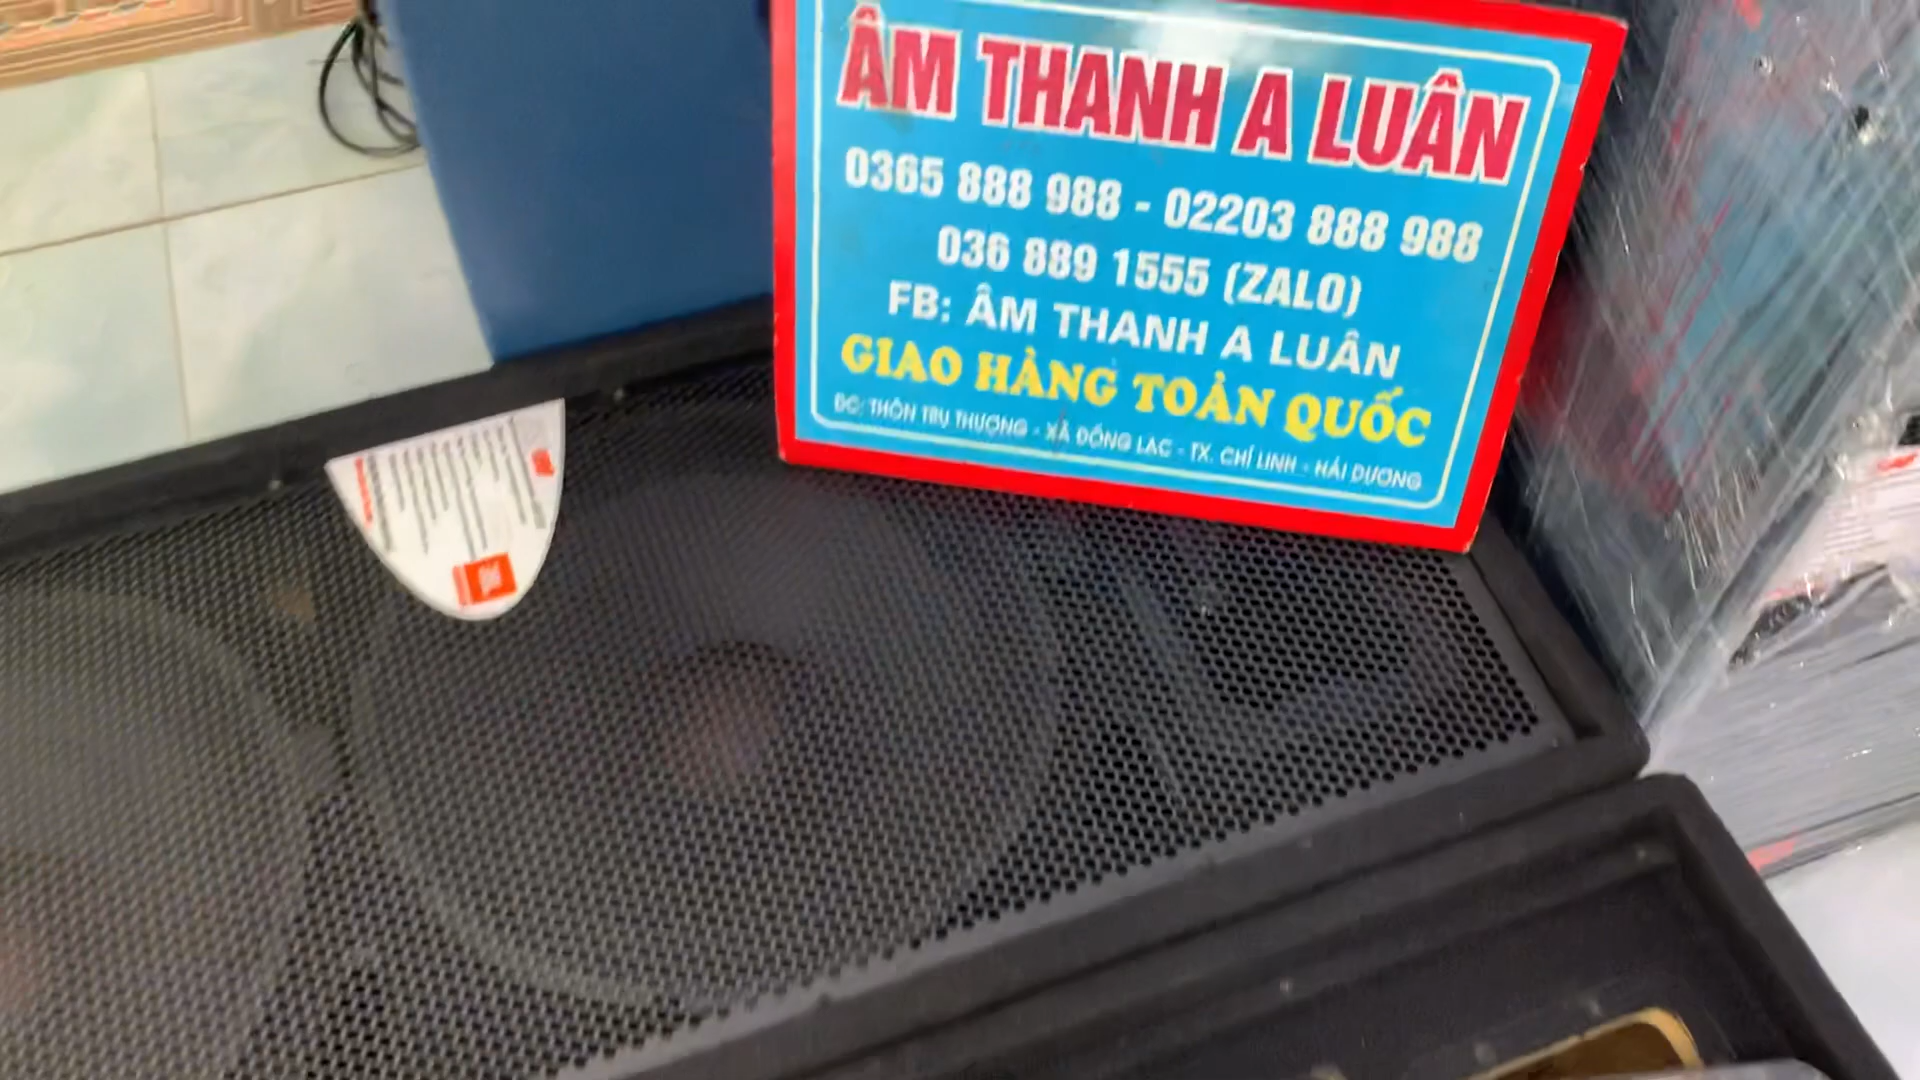 ÂM THANH A LUÂN
0365 888 988 - 02203 888 988
036 889 1555 (ZALO)
FB: ÂM THANH A LUÂN
GIAO HÀNG TOÀN QUỐC
ĐC: THÔN TRỤ THƯỢNG - XÃ ĐỒNG LẠC - TX. CHÍ LINH - HẢI DƯƠNG